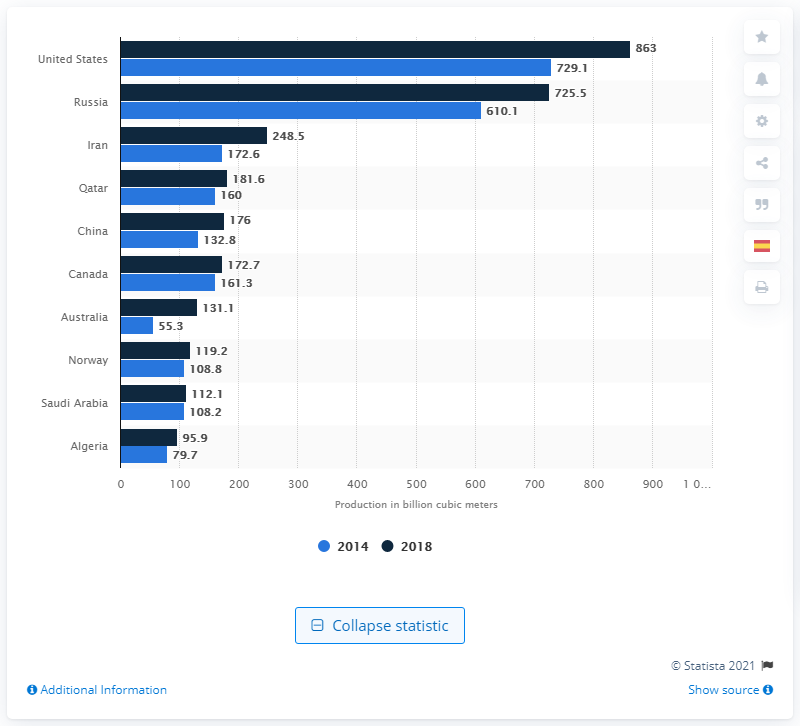 United States 863
729.1
Russia 725.5
610.1
Iran 248.5
172.6
Qatar 181.6
160
China 176
132.8
Canada 172.7
161.3
Australia 131.1
55.3
Norway 119.2
108.8
Saudi Arabia 112.1
108.2
Algeria 95.9
79.7
0 100 200 300 400 500 600 700 800 900 1 0...
Production in billion cubic meters
2014 2018
Collapse statistic
© Statista 2021
Additional Information Show source